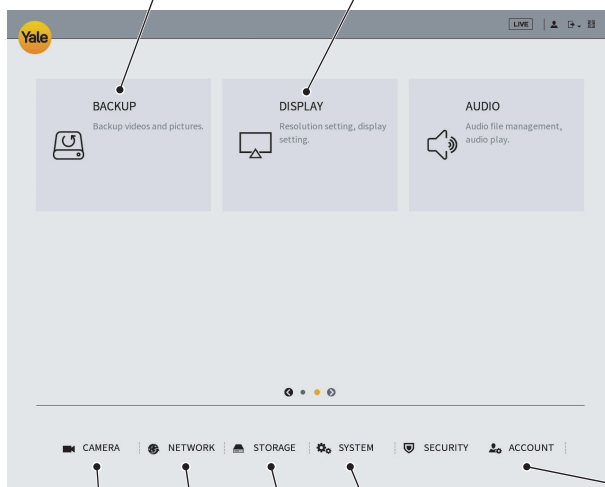 LIVE
Yale
BACKUP
Backup videos and pictures.
DISPLAY
Resolution setting, display
setting.
AUDIO
Audio file management,
audio play.
CAMERA
NETWORK
STORAGE
SYSTEM
SECURITY
ACCOUNT